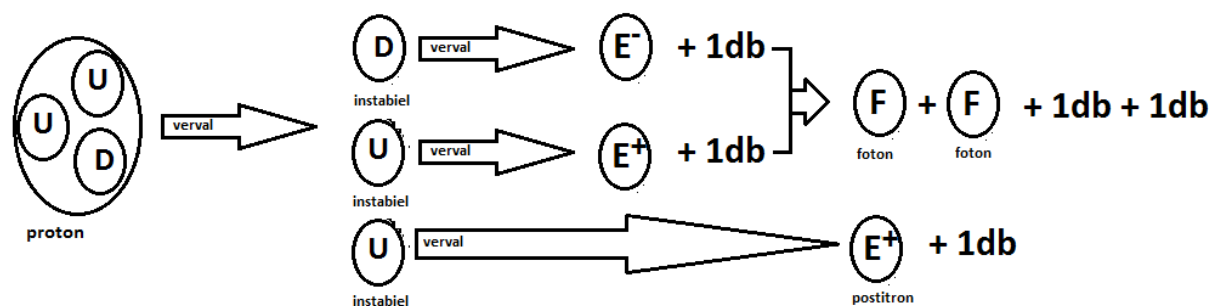 U
U
D
proton
verval
D
instabiel
verval
E⁻ + 1db
U
instabiel
verval
E⁺ + 1db
F + F + 1db + 1db
foton
foton
U
instabiel
verval
E⁺ + 1db
postitron